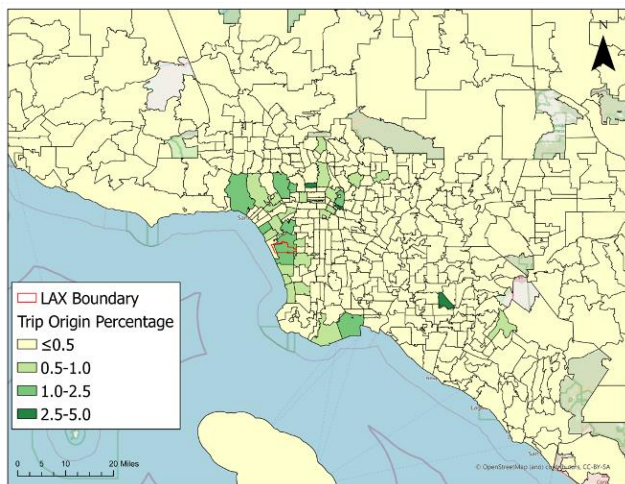 N
LAX Boundary
Trip Origin Percentage
≤0.5
0.5-1.0
1.0-2.5
2.5-5.0
0 5 10 20 Miles
© OpenStreetMap (and) contributors, CC-BY-SA